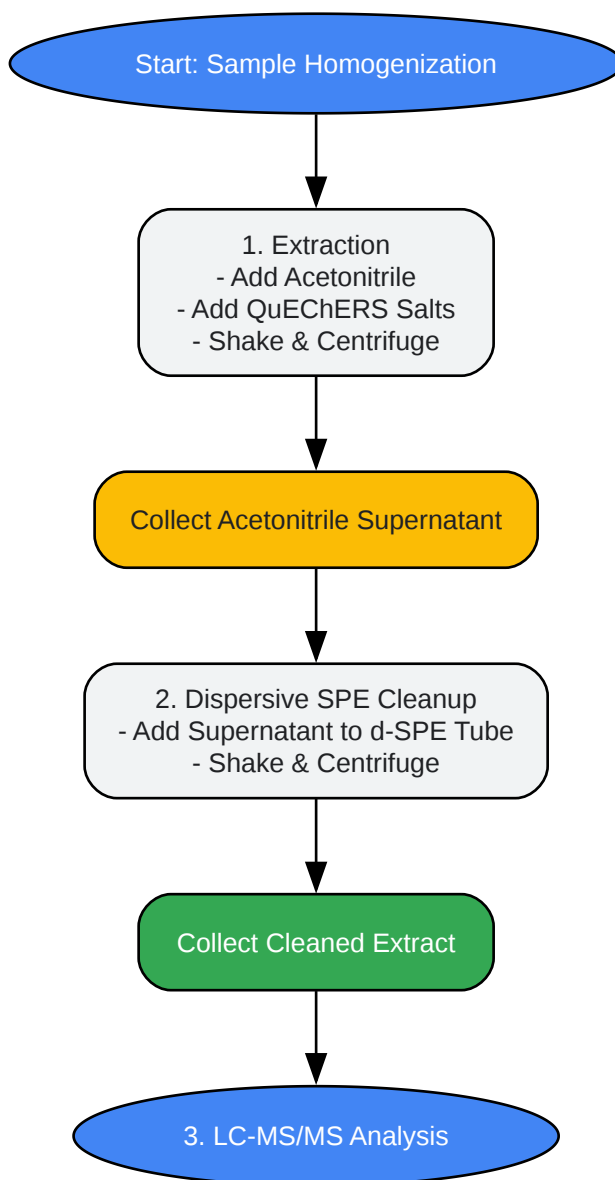 Start: Sample Homogenization
1. Extraction
- Add Acetonitrile
- Add QuEChERS Salts
- Shake & Centrifuge
Collect Acetonitrile Supernatant
2. Dispersive SPE Cleanup
- Add Supernatant to d-SPE Tube
- Shake & Centrifuge
Collect Cleaned Extract
3. LC-MS/MS Analysis